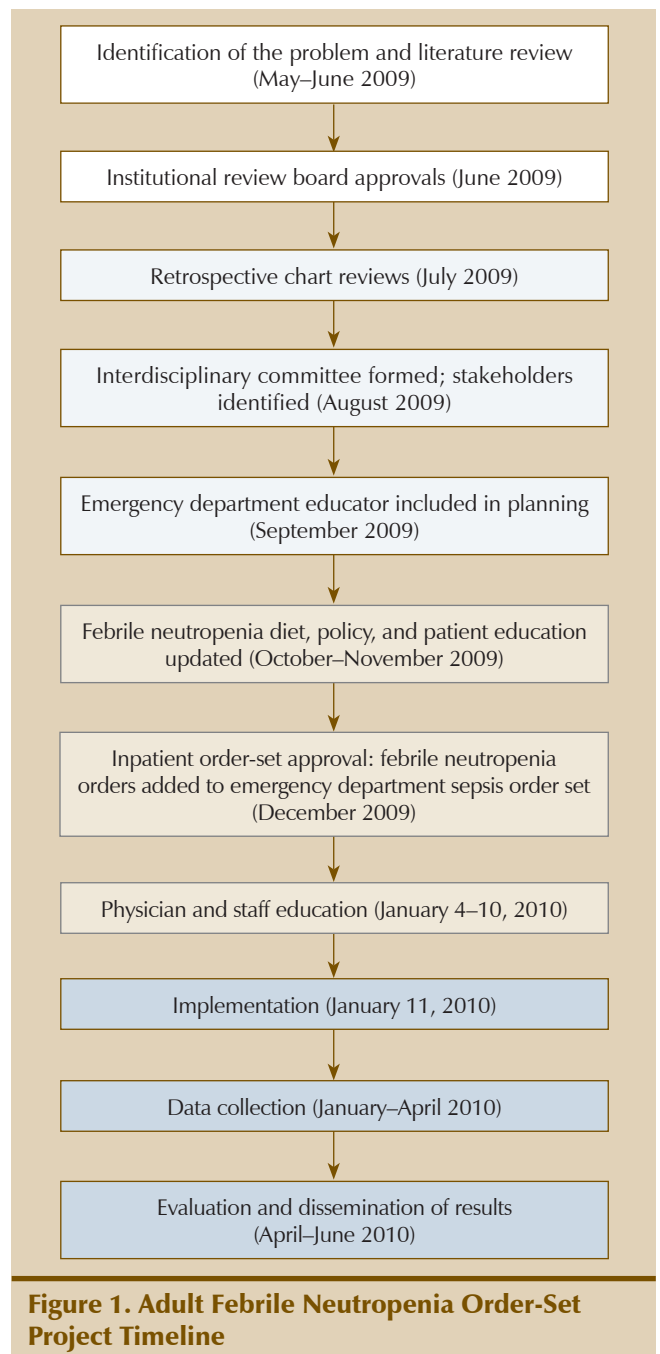 Identification of the problem and literature review
(May–June 2009)
Institutional review board approvals (June 2009)
Retrospective chart reviews (July 2009)
Interdisciplinary committee formed; stakeholders
identified (August 2009)
Emergency department educator included in planning
(September 2009)
Febrile neutropenia diet, policy, and patient education
updated (October–November 2009)
Inpatient order-set approval: febrile neutropenia
orders added to emergency department sepsis order set
(December 2009)
Physician and staff education (January 4–10, 2010)
Implementation (January 11, 2010)
Data collection (January–April 2010)
Evaluation and dissemination of results
(April–June 2010)
Figure 1. Adult Febrile Neutropenia Order-Set
Project Timeline